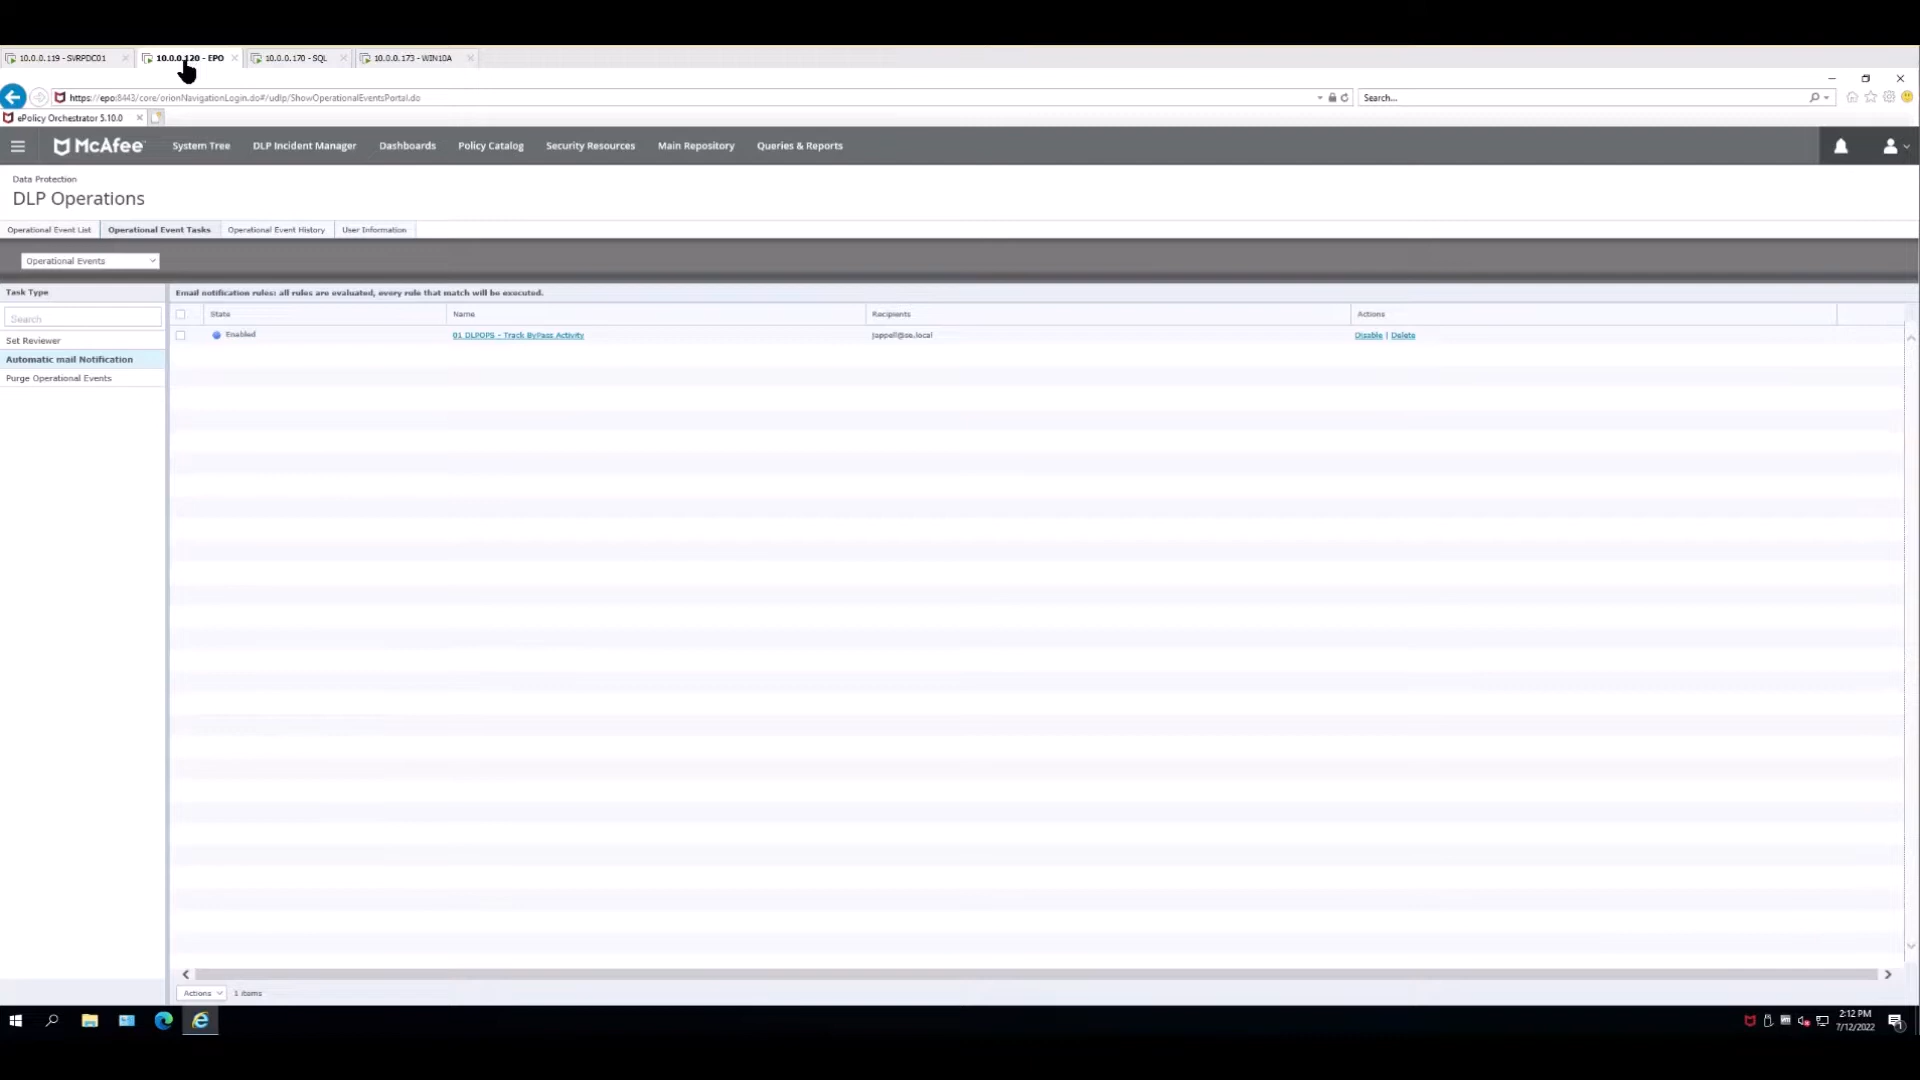 10.0.0.119 - SVRPDC01
10.0.0.120 - EPO
10.0.0.170 - SQL
10.0.0.173 - WIN10A
https://epo:8443/core/orionNavigationLogin.do#/udlp/ShowOperationalEventsPortal.do
Search...
ePolicy Orchestrator 5.10.0
McAfee
System Tree
DLP Incident Manager
Dashboards
Policy Catalog
Security Resources
Main Repository
Queries & Reports
Data Protection
DLP Operations
Operational Event List
Operational Event Tasks
Operational Event History
User Information
Operational Events
Task Type
Email notification rules: all rules are evaluated, every rule that match will be executed.
Search
State
Name
Recipients
Actions
Enabled
01 DLPOPS - Track ByPass Activity
jappell@se.local
Disable | Delete
Set Reviewer
Automatic mail Notification
Purge Operational Events
Actions
1 items
2:12 PM
7/12/2022